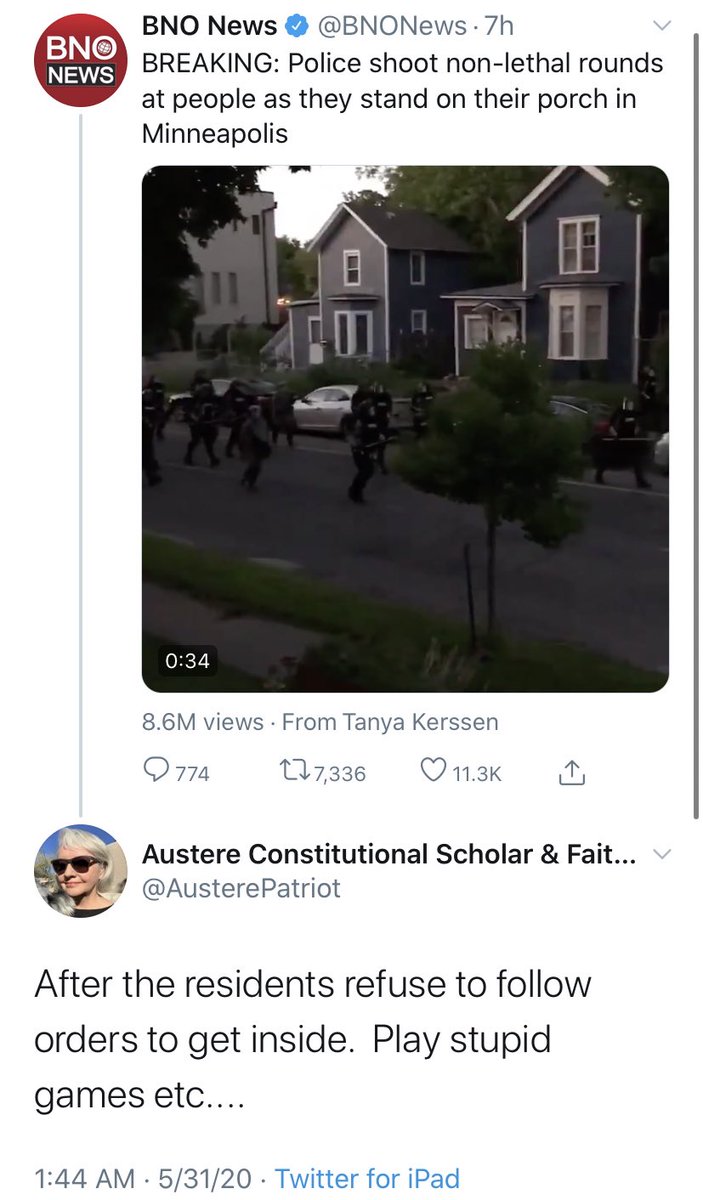 BNO
NEWS
BNO News @BNONews · 7h
BREAKING: Police shoot non-lethal rounds
at people as they stand on their porch in
Minneapolis
0:34
8.6M views · From Tanya Kerssen
774 7,336 11.3K
Austere Constitutional Scholar & Fait...
@AusterePatriot
After the residents refuse to follow
orders to get inside.  Play stupid
games etc....
1:44 AM · 5/31/20 · Twitter for iPad